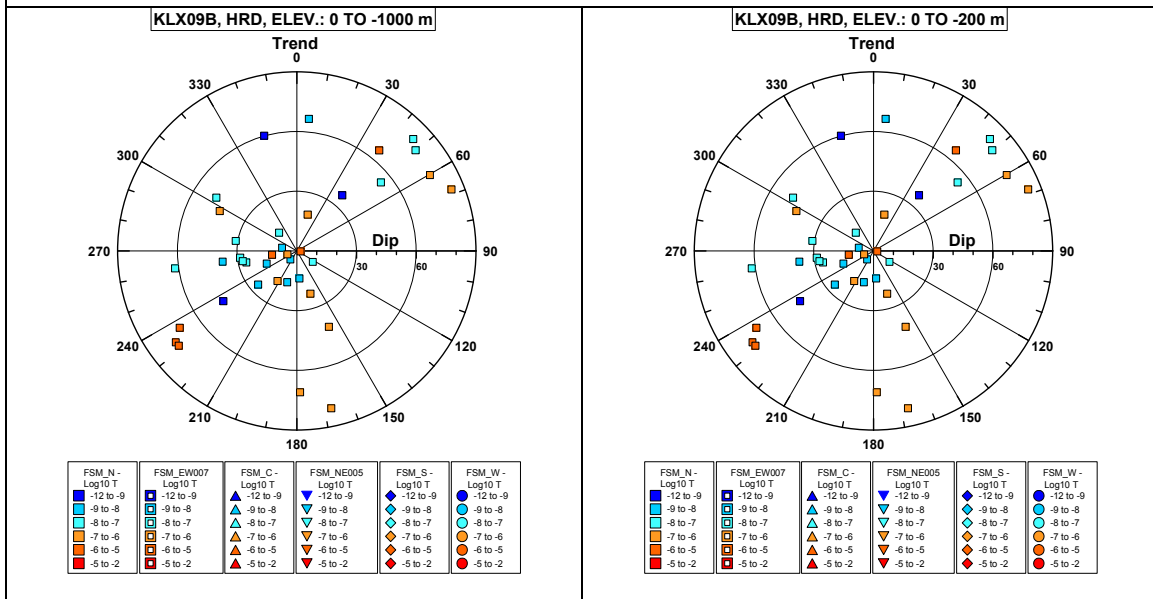 KLX09B, HRD, ELEV.: 0 TO -1000 m
Trend
0
330
30
300
60
Dip
270
90
30
60
240
120
210
150
180
FSM_N -
Log10 T
-12 to -9
-9 to -8
-8 to -7
-7 to -6
-6 to -5
-5 to -2
FSM_EW007
Log10 T
-12 to -9
-9 to -8
-8 to -7
-7 to -6
-6 to -5
-5 to -2
FSM_C -
Log10 T
-12 to -9
-9 to -8
-8 to -7
-7 to -6
-6 to -5
-5 to -2
FSM_NE005
Log10 T
-12 to -9
-9 to -8
-8 to -7
-7 to -6
-6 to -5
-5 to -2
FSM_S -
Log10 T
-12 to -9
-9 to -8
-8 to -7
-7 to -6
-6 to -5
-5 to -2
FSM_W -
Log10 T
-12 to -9
-9 to -8
-8 to -7
-7 to -6
-6 to -5
-5 to -2
KLX09B, HRD, ELEV.: 0 TO -200 m
Trend
0
330
30
300
60
Dip
270
90
30
60
240
120
210
150
180
FSM_N -
Log10 T
-12 to -9
-9 to -8
-8 to -7
-7 to -6
-6 to -5
-5 to -2
FSM_EW007
Log10 T
-12 to -9
-9 to -8
-8 to -7
-7 to -6
-6 to -5
-5 to -2
FSM_C -
Log10 T
-12 to -9
-9 to -8
-8 to -7
-7 to -6
-6 to -5
-5 to -2
FSM_NE005
Log10 T
-12 to -9
-9 to -8
-8 to -7
-7 to -6
-6 to -5
-5 to -2
FSM_S -
Log10 T
-12 to -9
-9 to -8
-8 to -7
-7 to -6
-6 to -5
-5 to -2
FSM_W -
Log10 T
-12 to -9
-9 to -8
-8 to -7
-7 to -6
-6 to -5
-5 to -2